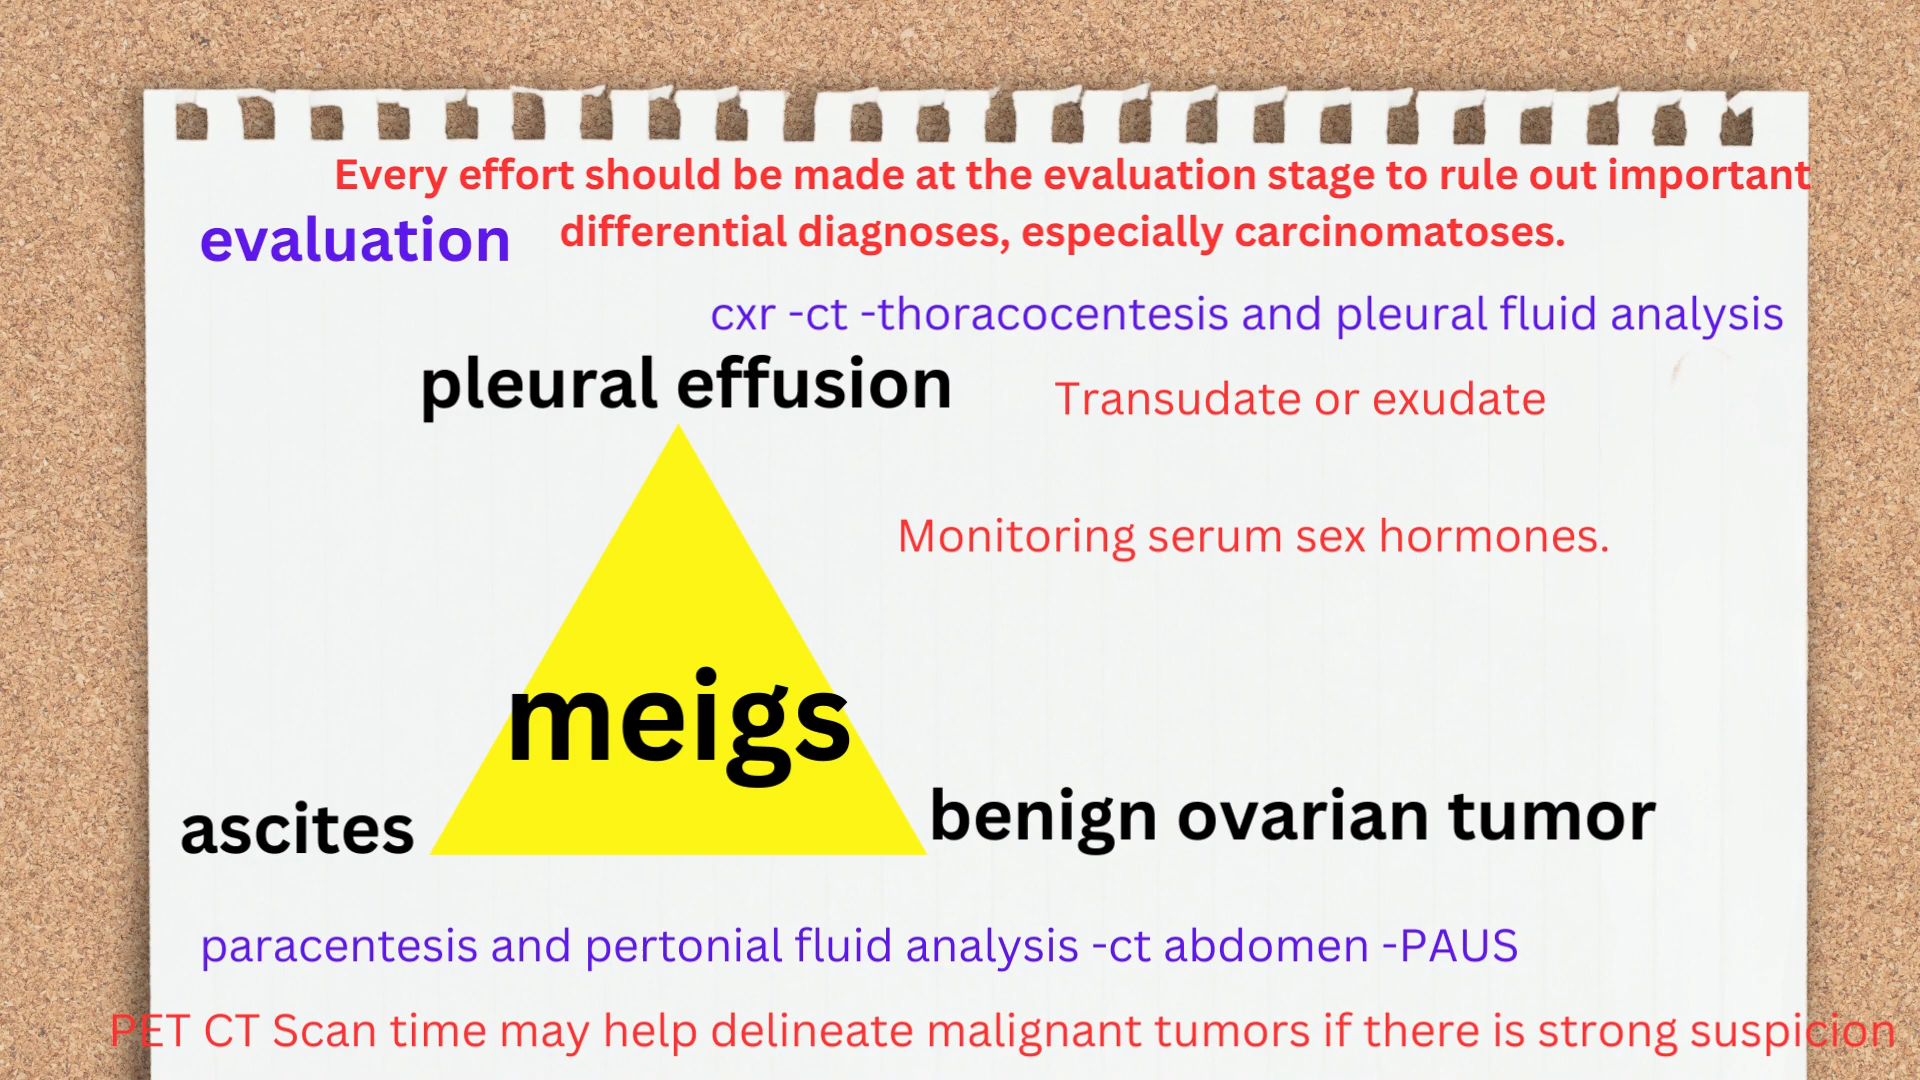 Every effort should be made at the evaluation stage to rule out important
evaluation
differential diagnoses, especially carcinomatoses.
cxr -ct -thoracocentesis and pleural fluid analysis
pleural effusion
Transudate or exudate
Monitoring serum sex hormones.
meigs
ascites
benign ovarian tumor
paracentesis and pertonial fluid analysis -ct abdomen -PAUS
PET CT Scan time may help delineate malignant tumors if there is strong suspicion